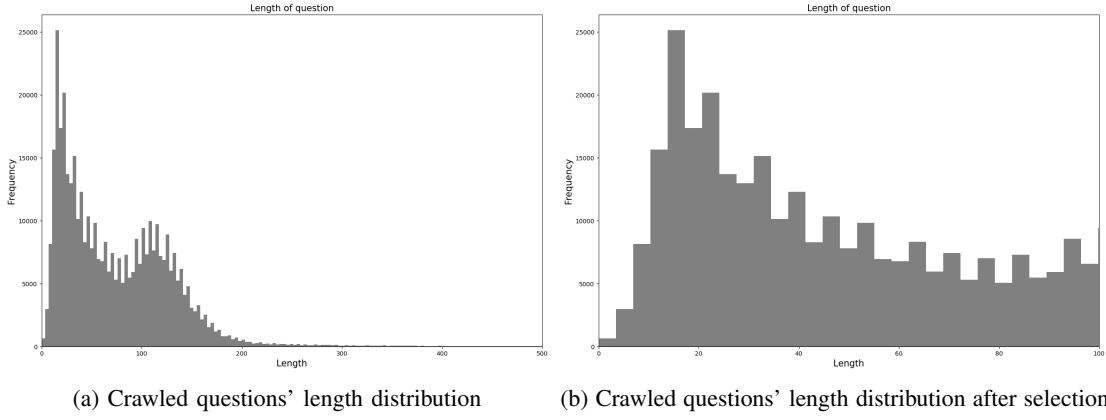 Length of question
25000
20000
15000
10000
5000
0
Frequency
0 100 200 300 400 500
Length
(a) Crawled questions’ length distribution
Length of question
25000
20000
15000
10000
5000
0
Frequency
0 20 40 60 80 100
Length
(b) Crawled questions’ length distribution after selection